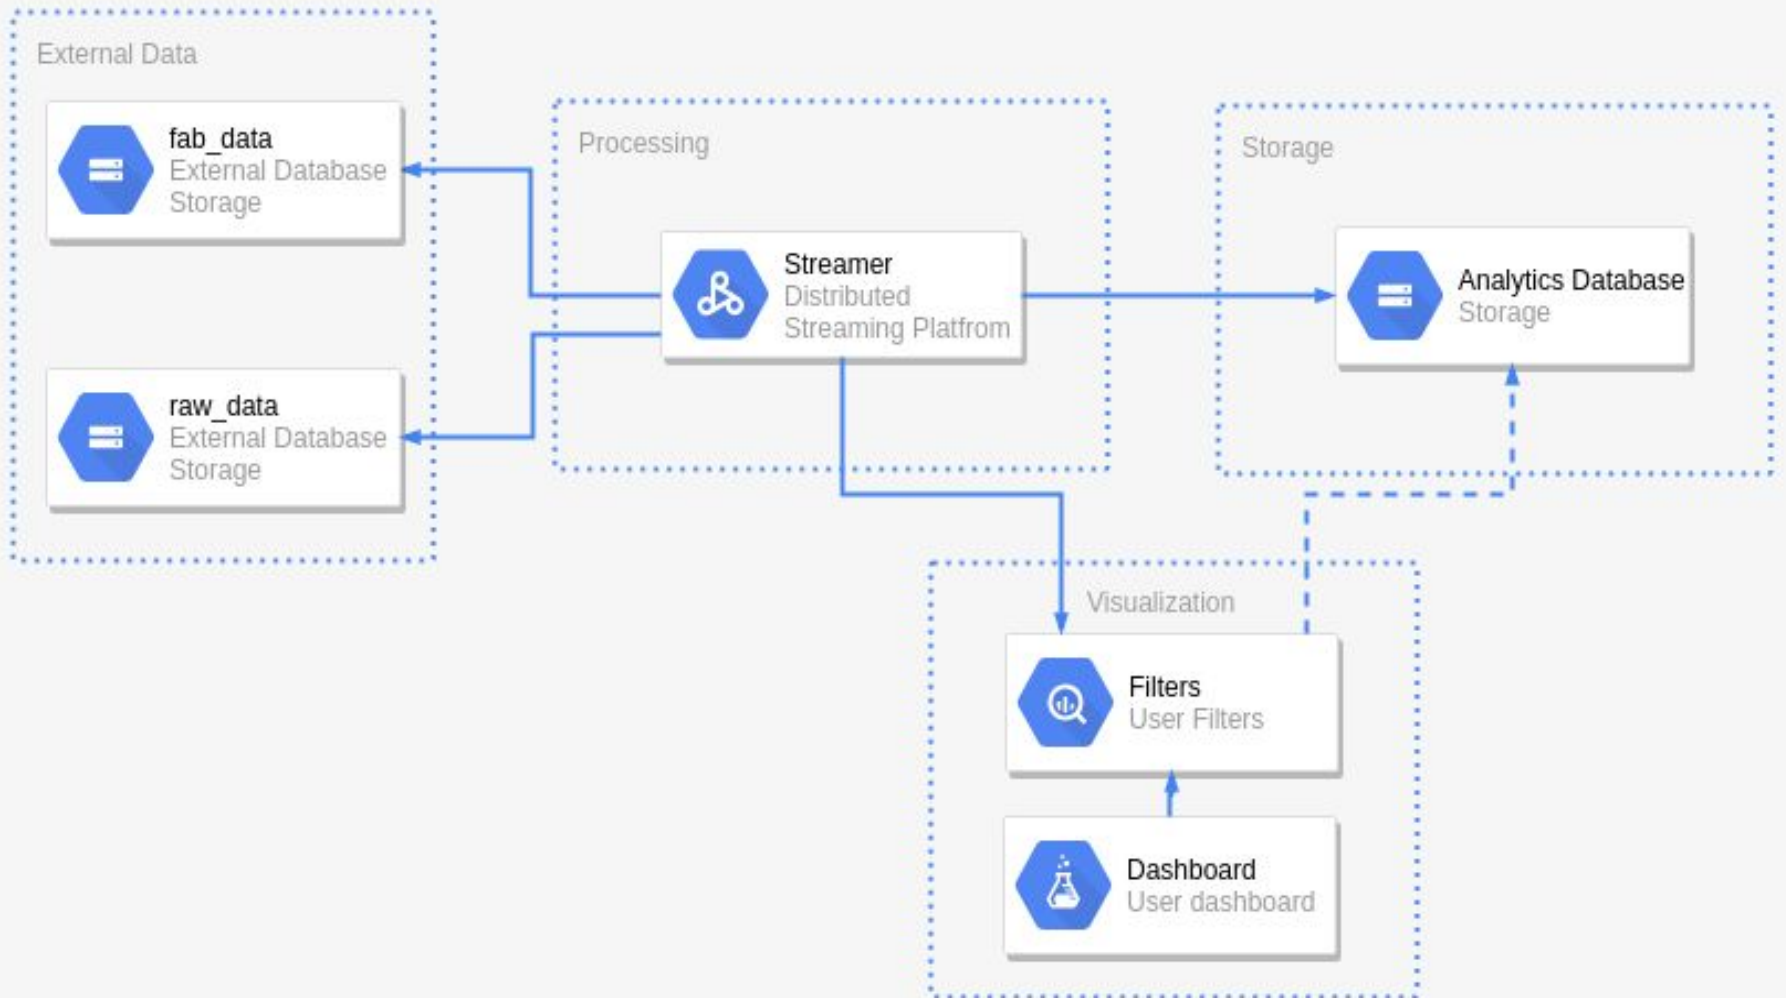 External Data
fab_data
External Database
Storage
raw_data
External Database
Storage
Processing
Streamer
Distributed
Streaming Platfrom
Storage
Analytics Database
Storage
Visualization
Filters
User Filters
Dashboard
User dashboard